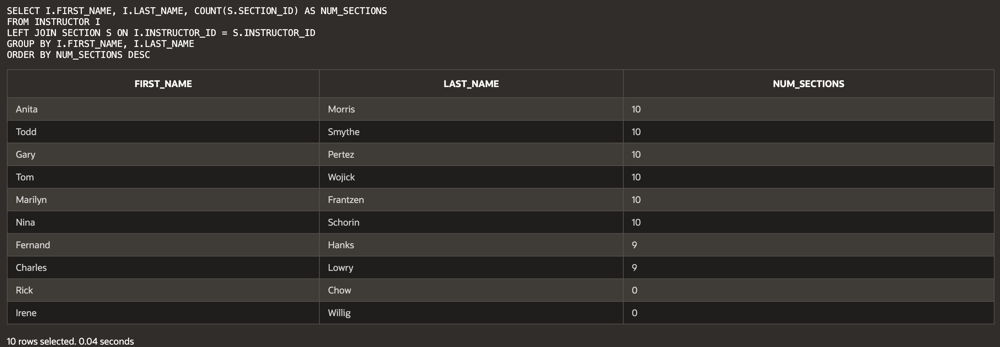 SELECT I.FIRST_NAME, I.LAST_NAME, COUNT(S.SECTION_ID) AS NUM_SECTIONS
FROM INSTRUCTOR I
LEFT JOIN SECTION S ON I.INSTRUCTOR_ID = S.INSTRUCTOR_ID
GROUP BY I.FIRST_NAME, I.LAST_NAME
ORDER BY NUM_SECTIONS DESC
FIRST_NAME LAST_NAME NUM_SECTIONS
Anita Morris 10
Todd Smythe 10
Gary Pertez 10
Tom Wojick 10
Marilyn Frantzen 10
Nina Schorin 10
Fernand Hanks 9
Charles Lowry 9
Rick Chow 0
Irene Willig 0
10 rows selected. 0.04 seconds